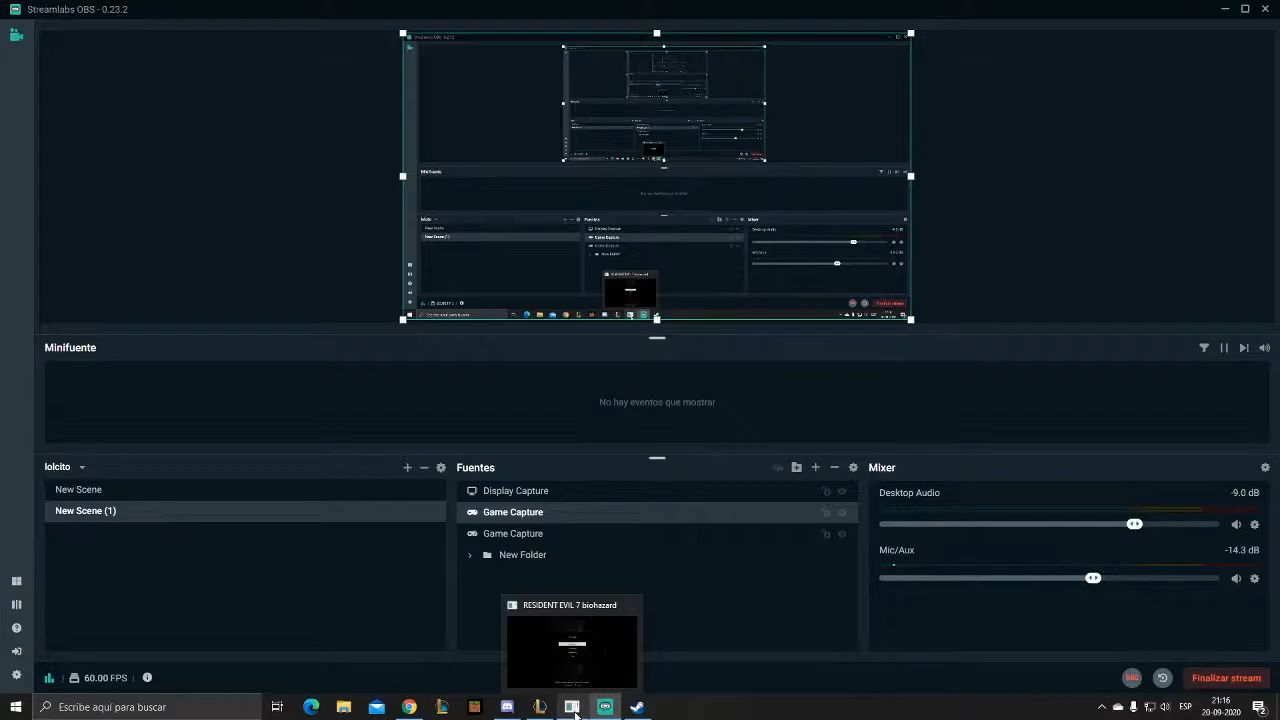 Streamlabs OBS - 0.23.2
Minifuente
No hay eventos que mostrar
lolcito
Fuentes
Mixer
New Scene
New Scene (1)
Display Capture
Game Capture
Game Capture
New Folder
Desktop Audio
-9.0 dB
Mic/Aux
-14.3 dB
RESIDENT EVIL 7 biohazard
60.00 FPS
REC
Finalizar stream
Escribe aquí para buscar
ESP
21:16
20-09-2020